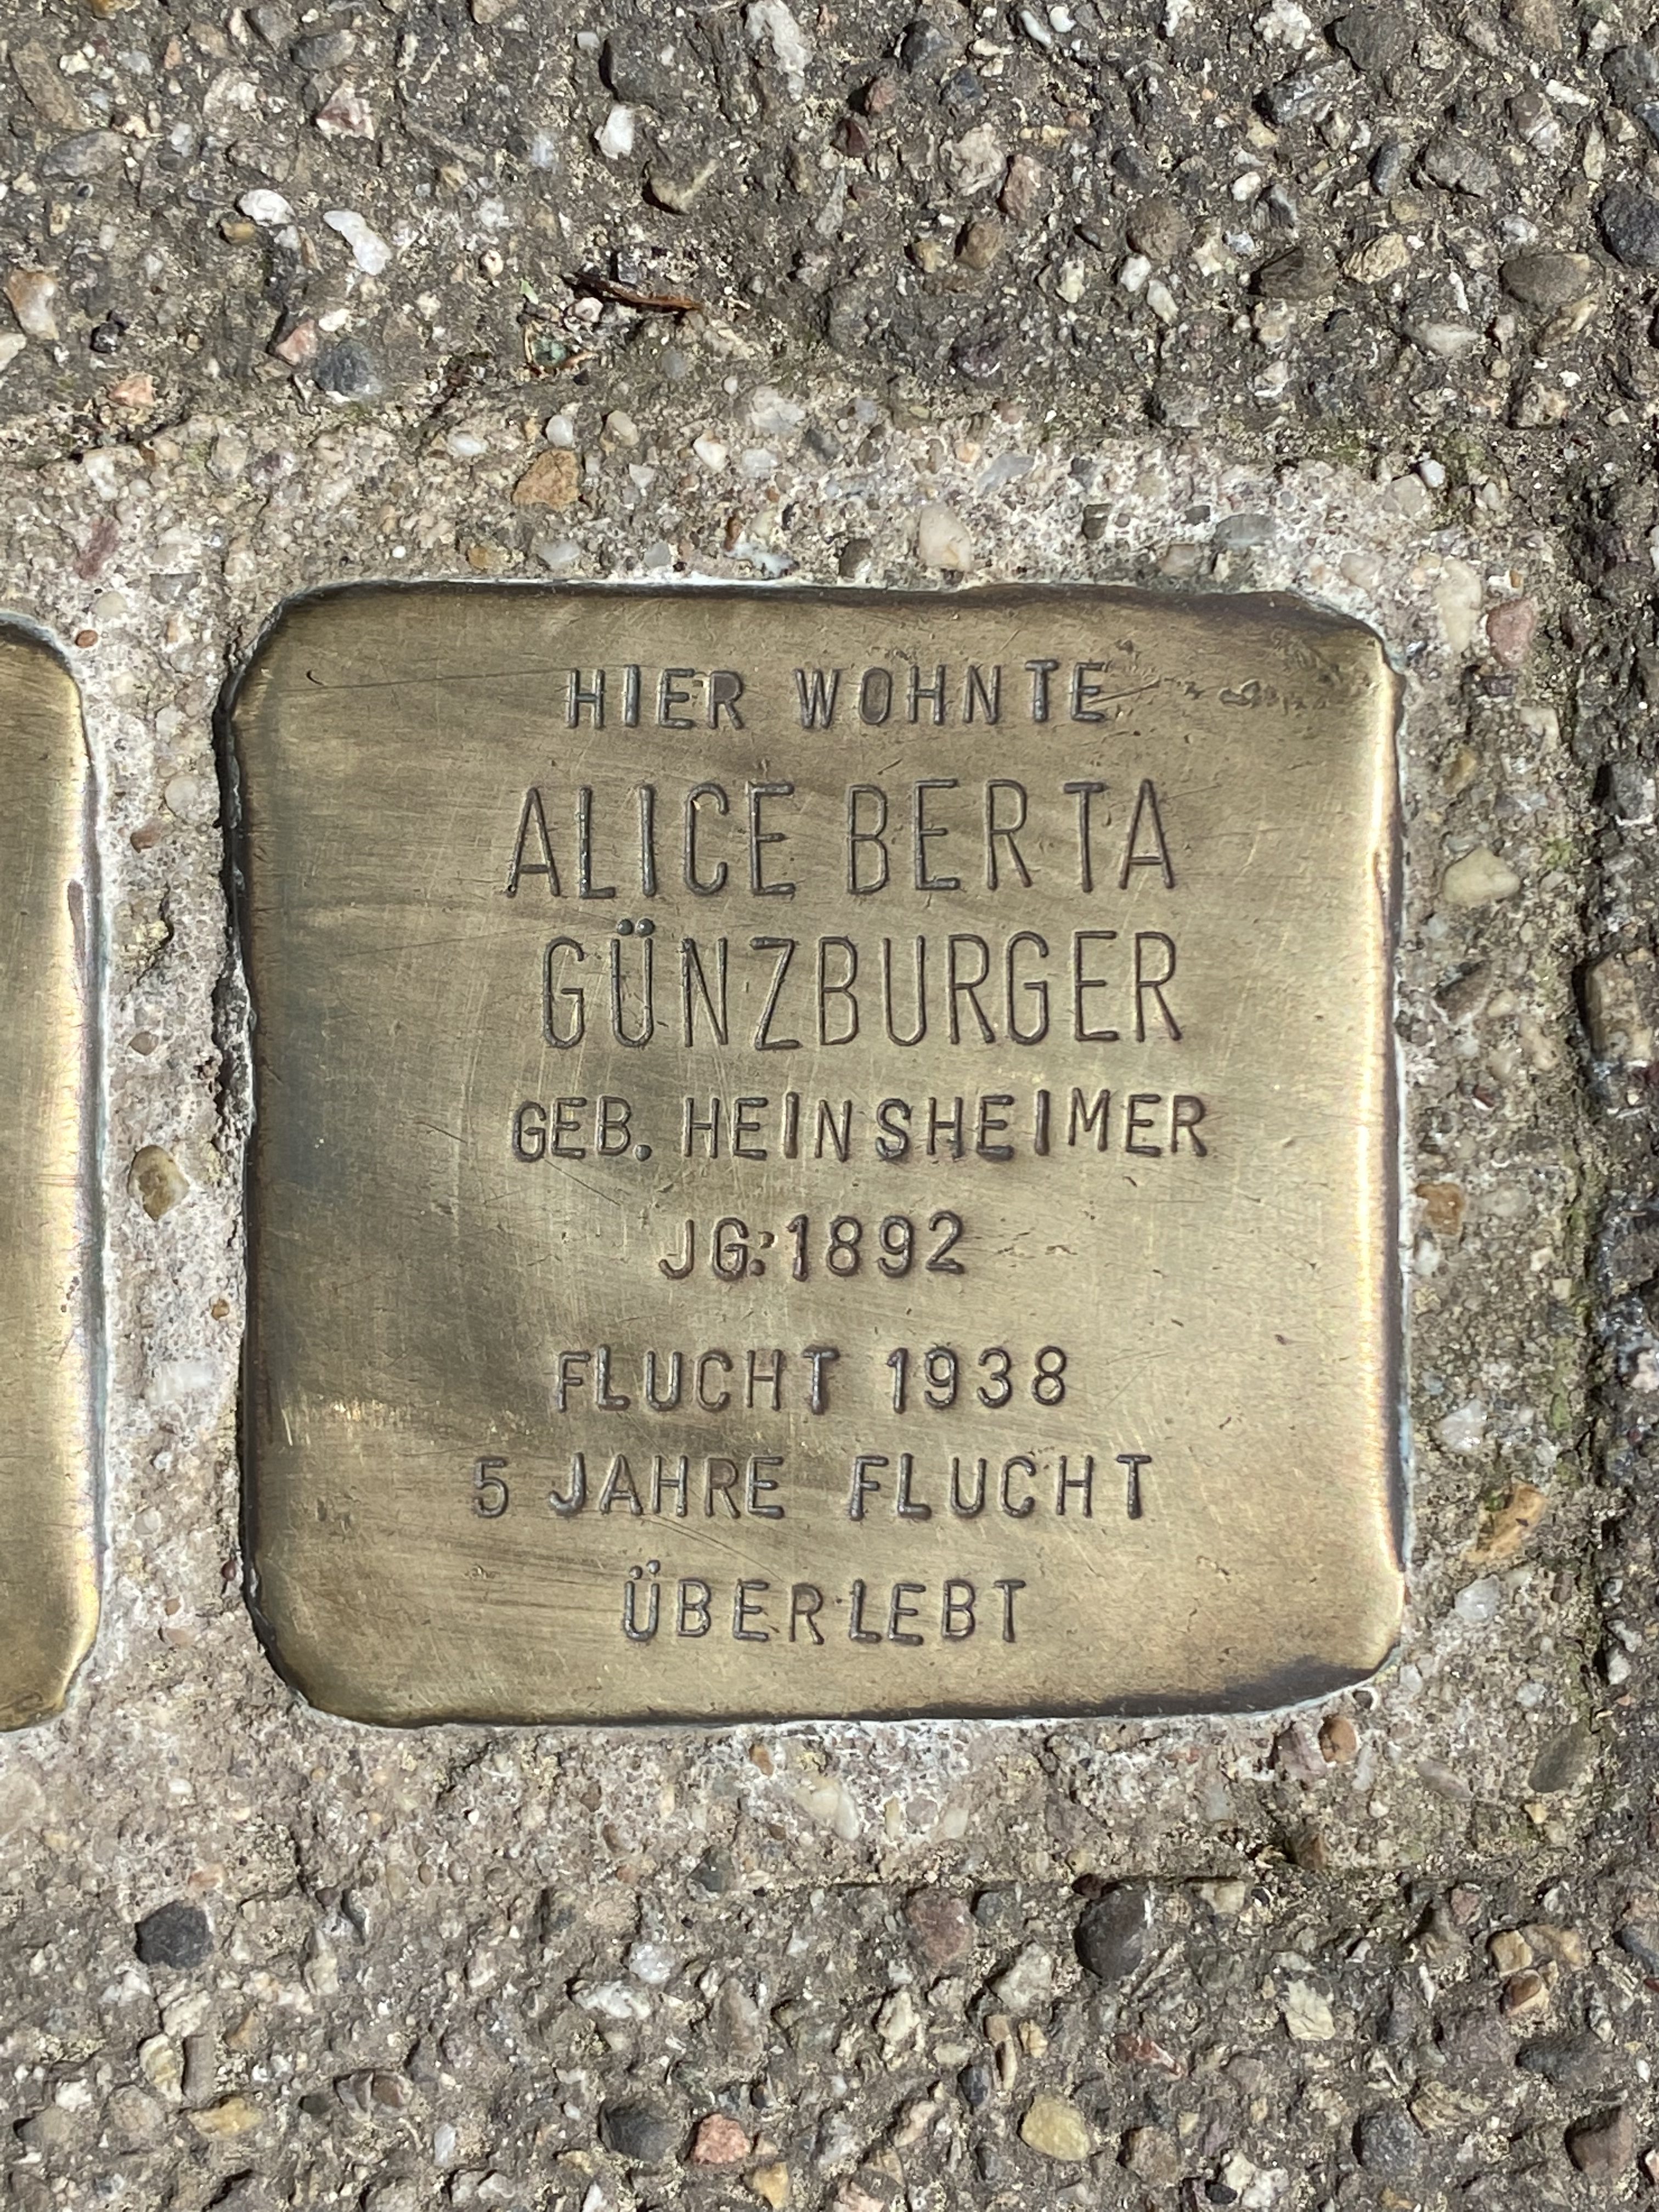 HIER WOHNTE
ALICE BERTA
GÜNZBURGER
GEB. HEINSHEIMER
JG. 1892
FLUCHT 1938
5 JAHRE FLUCHT
ÜBERLEBT